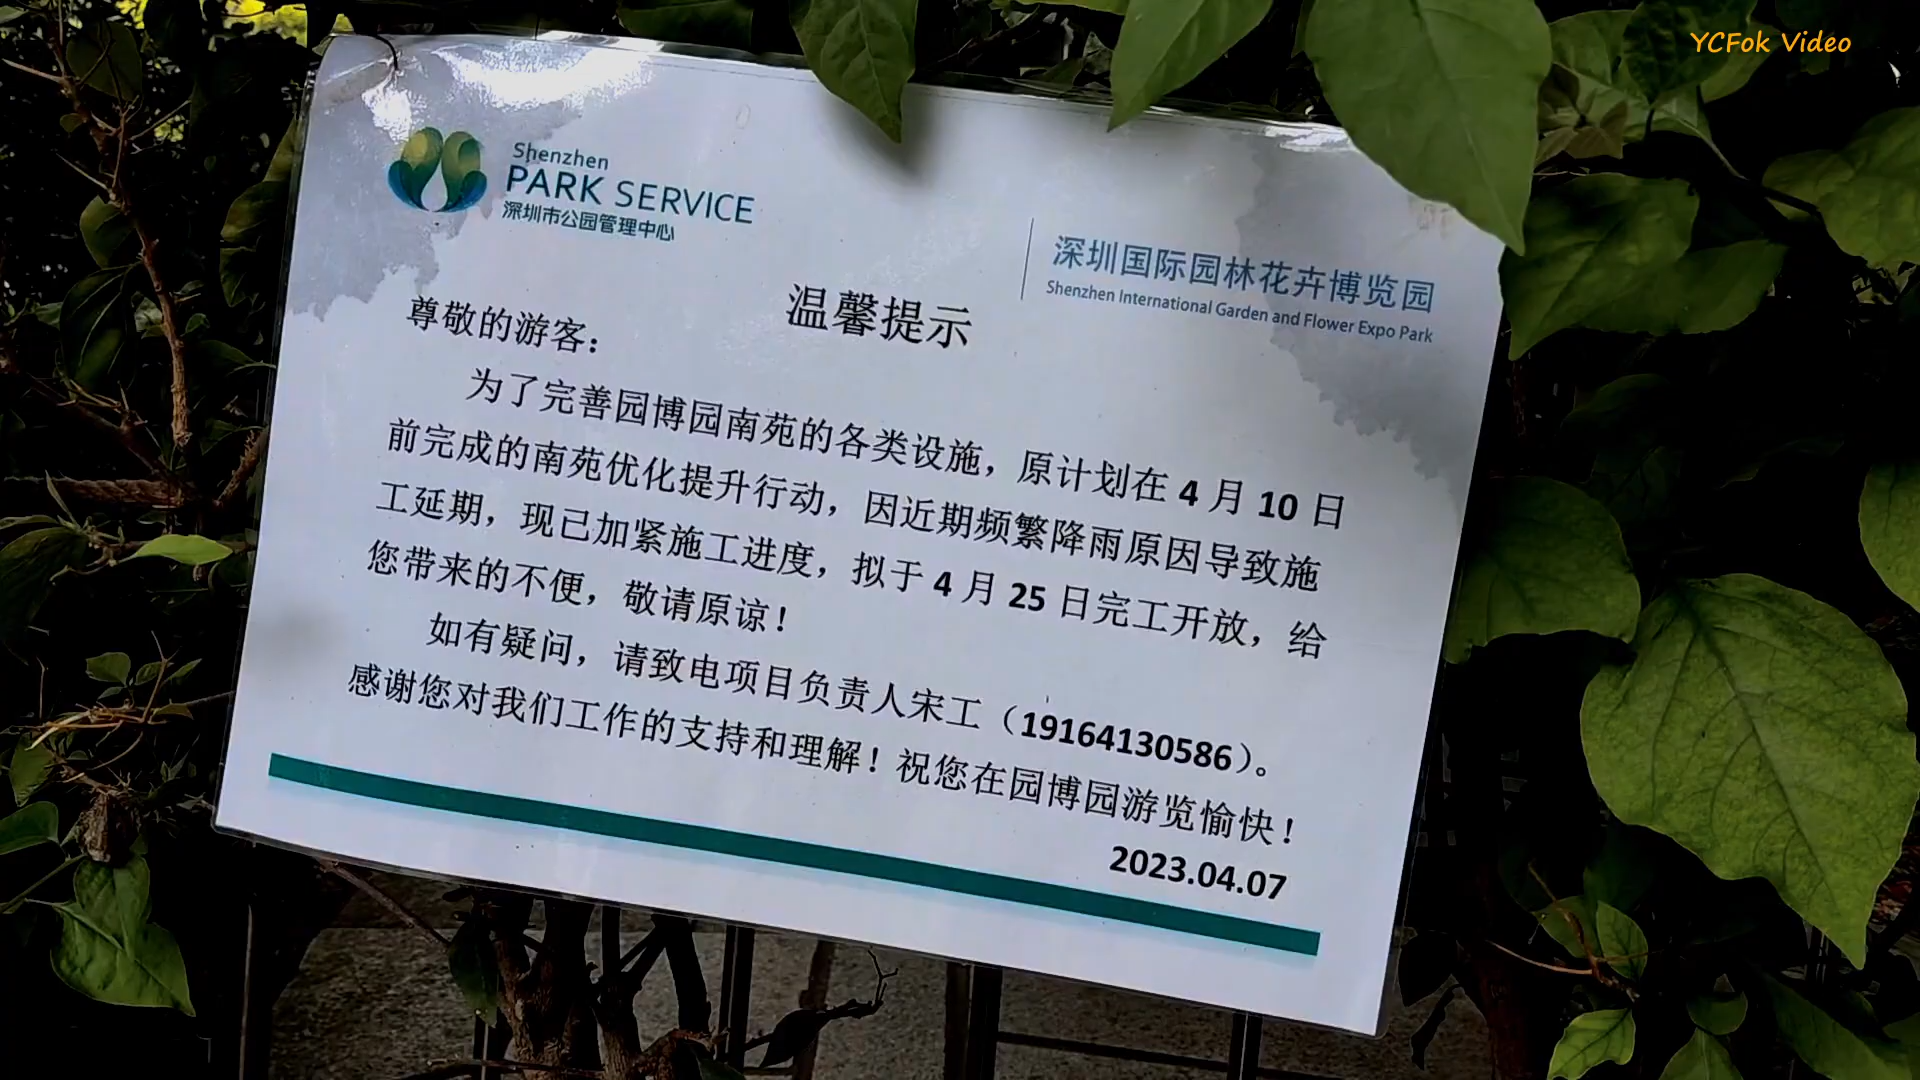 YCFok Video
Shenzhen
PARK SERVICE
深圳市公园管理中心
深圳国际园林花卉博览园
Shenzhen International Garden and Flower Expo Park
温馨提示
尊敬的游客：
为了完善园博园南苑的各类设施，原计划在 4 月 10 日
前完成的南苑优化提升行动，因近期频繁降雨原因导致施
工延期，现已加紧施工进度，拟于 4 月 25 日完工开放，给
您带来的不便，敬请原谅！
如有疑问，请致电项目负责人宋工（19164130586）。
感谢您对我们工作的支持和理解！祝您在园博园游览愉快！
2023.04.07